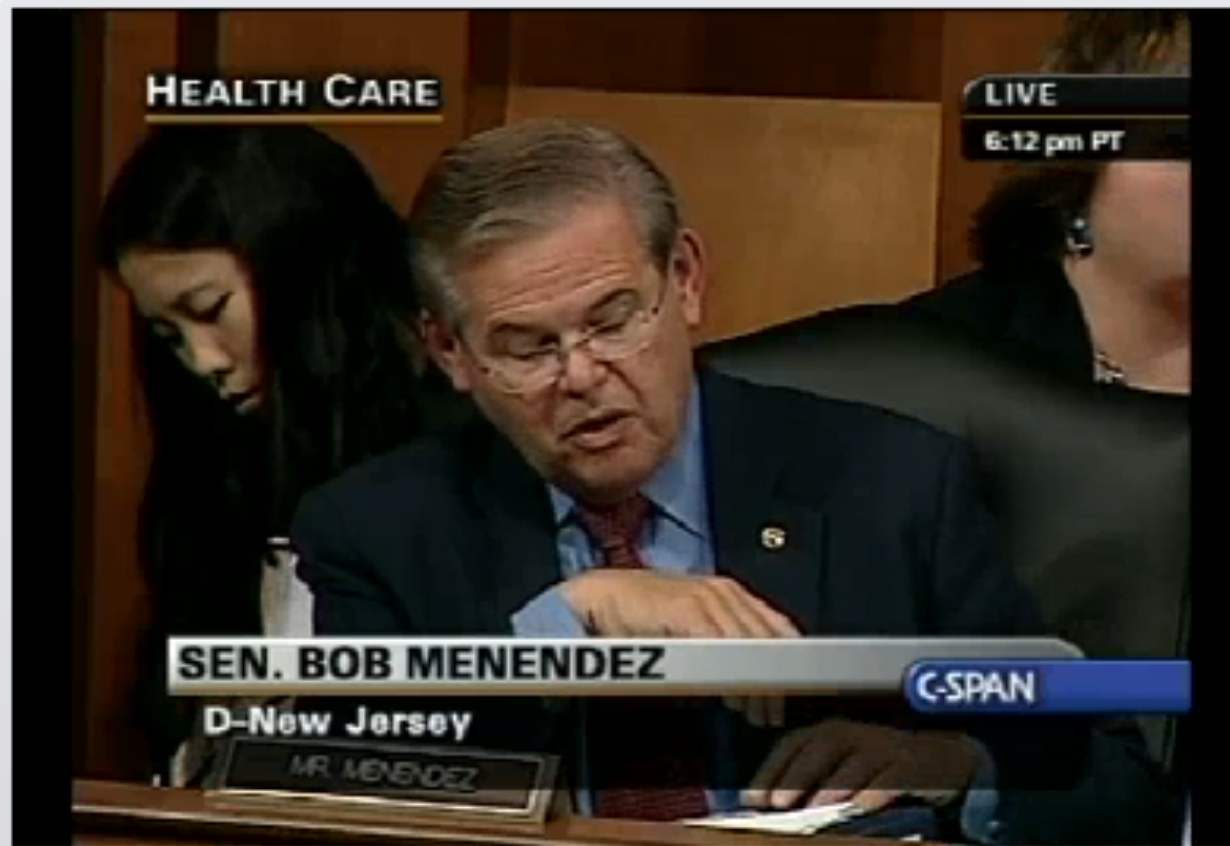 HEALTH CARE
LIVE
6:12 pm PT
SEN. BOB MENENDEZ
C-SPAN
D-New Jersey
MR. MENENDEZ